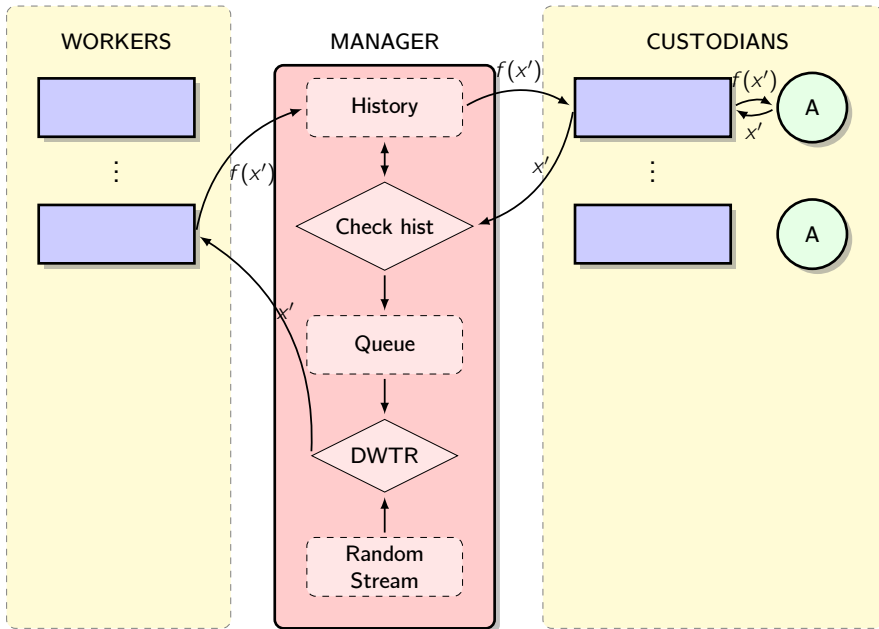 WORKERS
MANAGER
CUSTODIANS
f(x′)
f(x′)
History
A
x′
⋮
⋮
x′
f(x′)
Check hist
A
x′
Queue
DWTR
Random
Stream